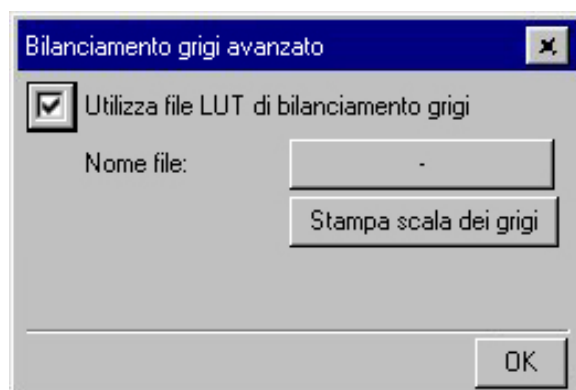 Bilanciamento grigi avanzato
Utilizza file LUT di bilanciamento grigi
Nome file: -
Stampa scala dei grigi
OK